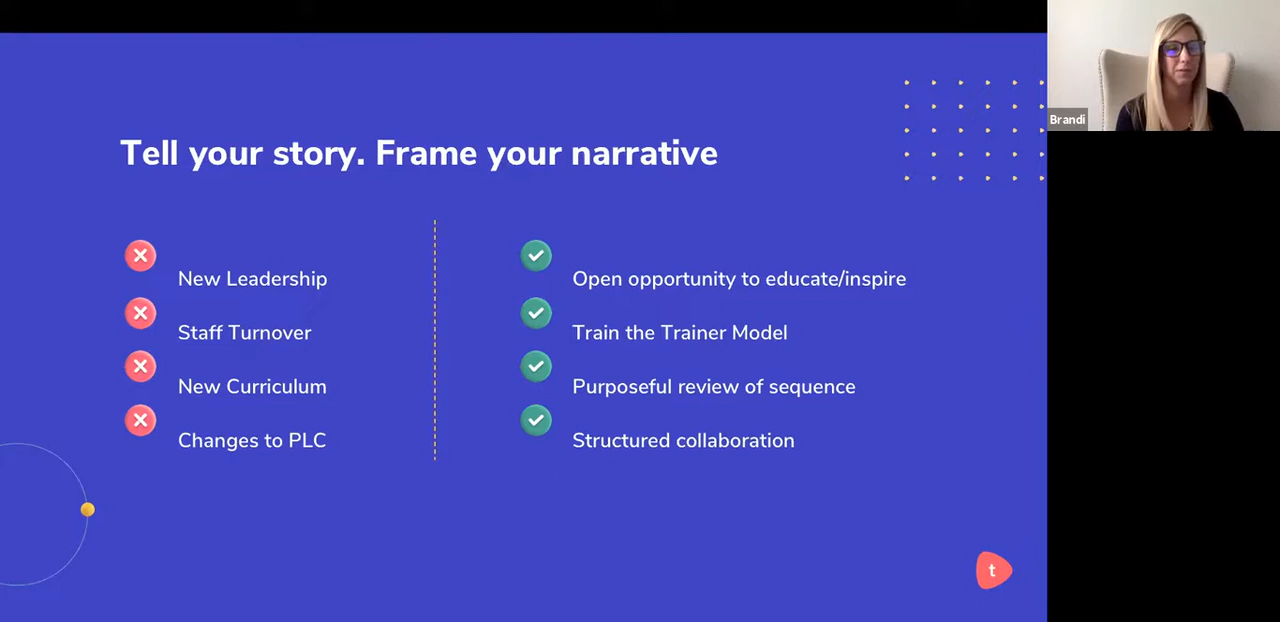 Tell your story. Frame your narrative
New Leadership
Staff Turnover
New Curriculum
Changes to PLC
Open opportunity to educate/inspire
Train the Trainer Model
Purposeful review of sequence
Structured collaboration
t
Brandi